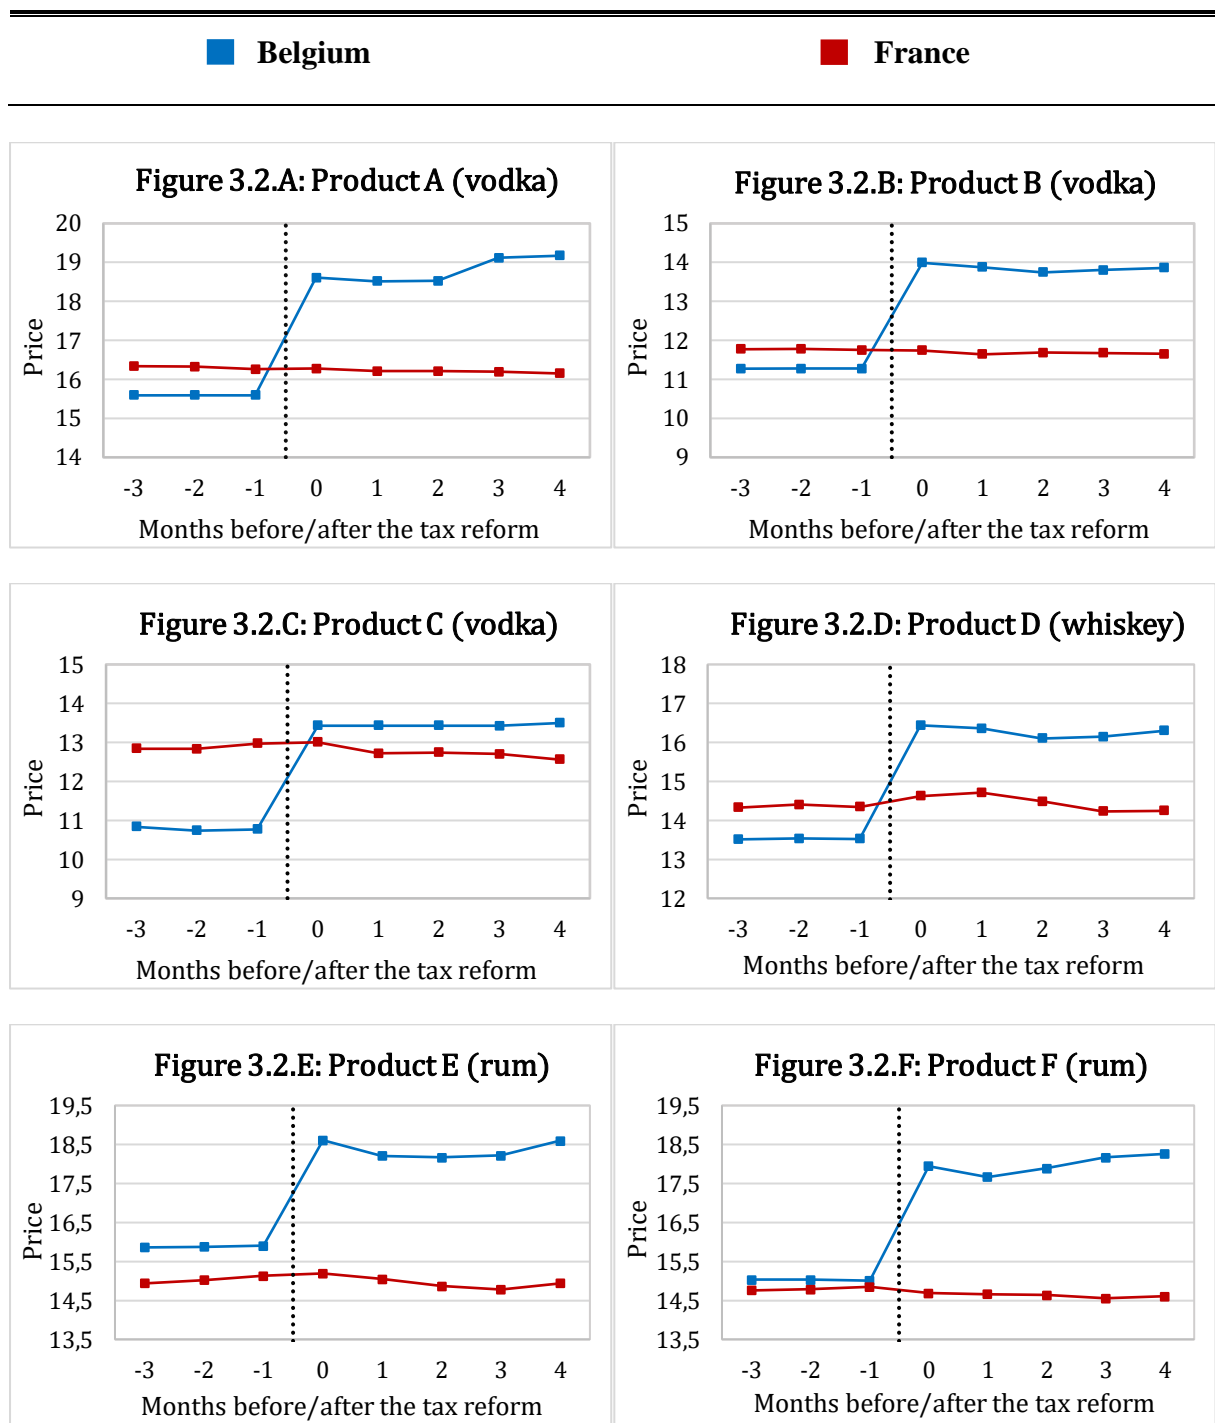 Belgium France
Figure 3.2.A: Product A (vodka)
20
19
18
17
16
15
14
Price
-3 -2 -1 0 1 2 3 4
Months before/after the tax reform
Figure 3.2.B: Product B (vodka)
15
14
13
12
11
10
9
Price
-3 -2 -1 0 1 2 3 4
Months before/after the tax reform
Figure 3.2.C: Product C (vodka)
15
14
13
12
11
10
9
Price
-3 -2 -1 0 1 2 3 4
Months before/after the tax reform
Figure 3.2.D: Product D (whiskey)
18
17
16
15
14
13
12
Price
-3 -2 -1 0 1 2 3 4
Months before/after the tax reform
Figure 3.2.E: Product E (rum)
19,5
18,5
17,5
16,5
15,5
14,5
13,5
Price
-3 -2 -1 0 1 2 3 4
Months before/after the tax reform
Figure 3.2.F: Product F (rum)
19,5
18,5
17,5
16,5
15,5
14,5
13,5
Price
-3 -2 -1 0 1 2 3 4
Months before/after the tax reform